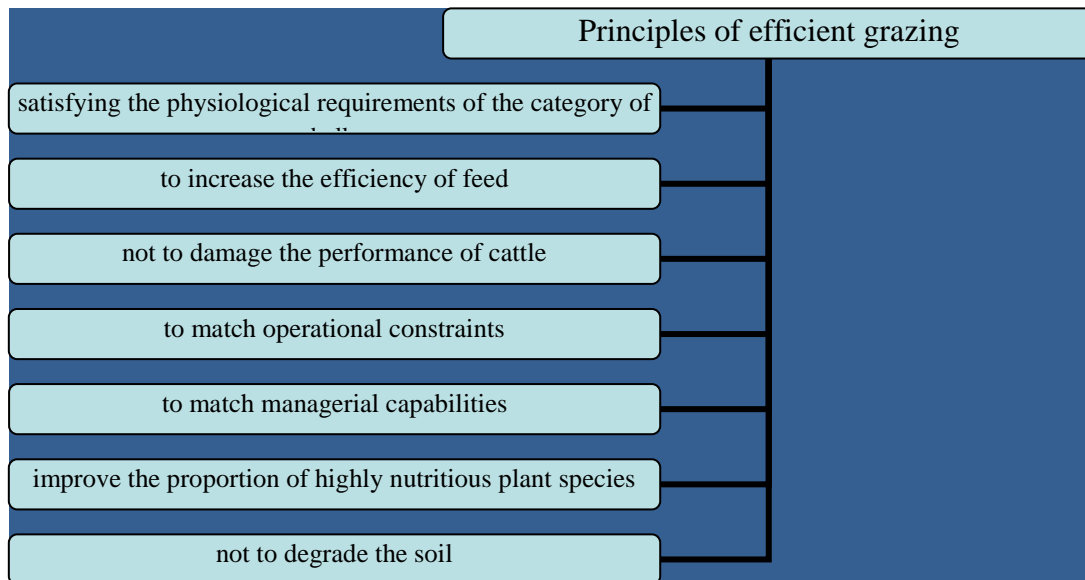 Principles of efficient grazing
satisfying the physiological requirements of the category of
to increase the efficiency of feed
not to damage the performance of cattle
to match operational constraints
to match managerial capabilities
improve the proportion of highly nutritious plant species
not to degrade the soil